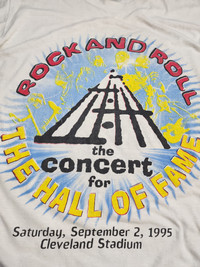 ROCK AND ROLL
the
concert
for
THE HALL OF FAME
Saturday, September 2, 1995
Cleveland Stadium